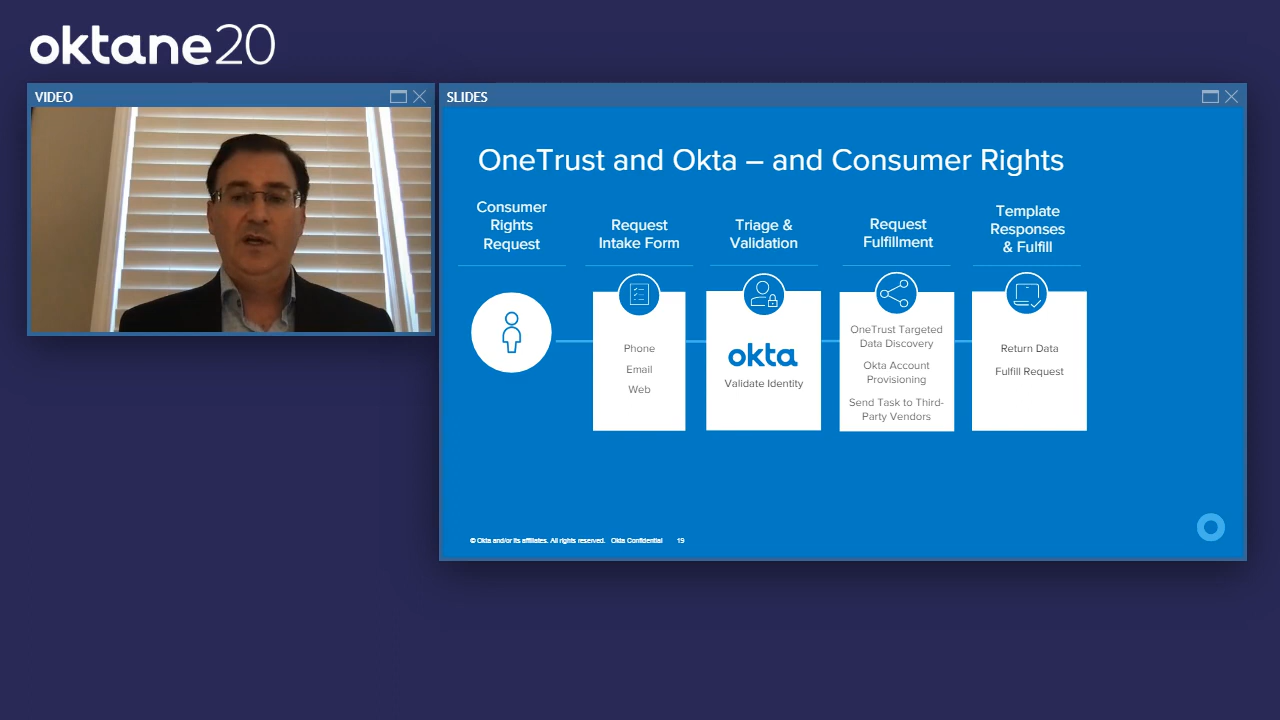 oktane20
VIDEO
SLIDES
OneTrust and Okta – and Consumer Rights
Consumer
Rights
Request
Request
Intake Form
Phone
Email
Web
Triage &
Validation
okta
Validate Identity
Request
Fulfillment
OneTrust Targeted
Data Discovery
Okta Account
Provisioning
Send Task to Third-
Party Vendors
Template
Responses
& Fulfill
Return Data
Fulfill Request
© Okta and/or its affiliates. All rights reserved. Okta Confidential 19